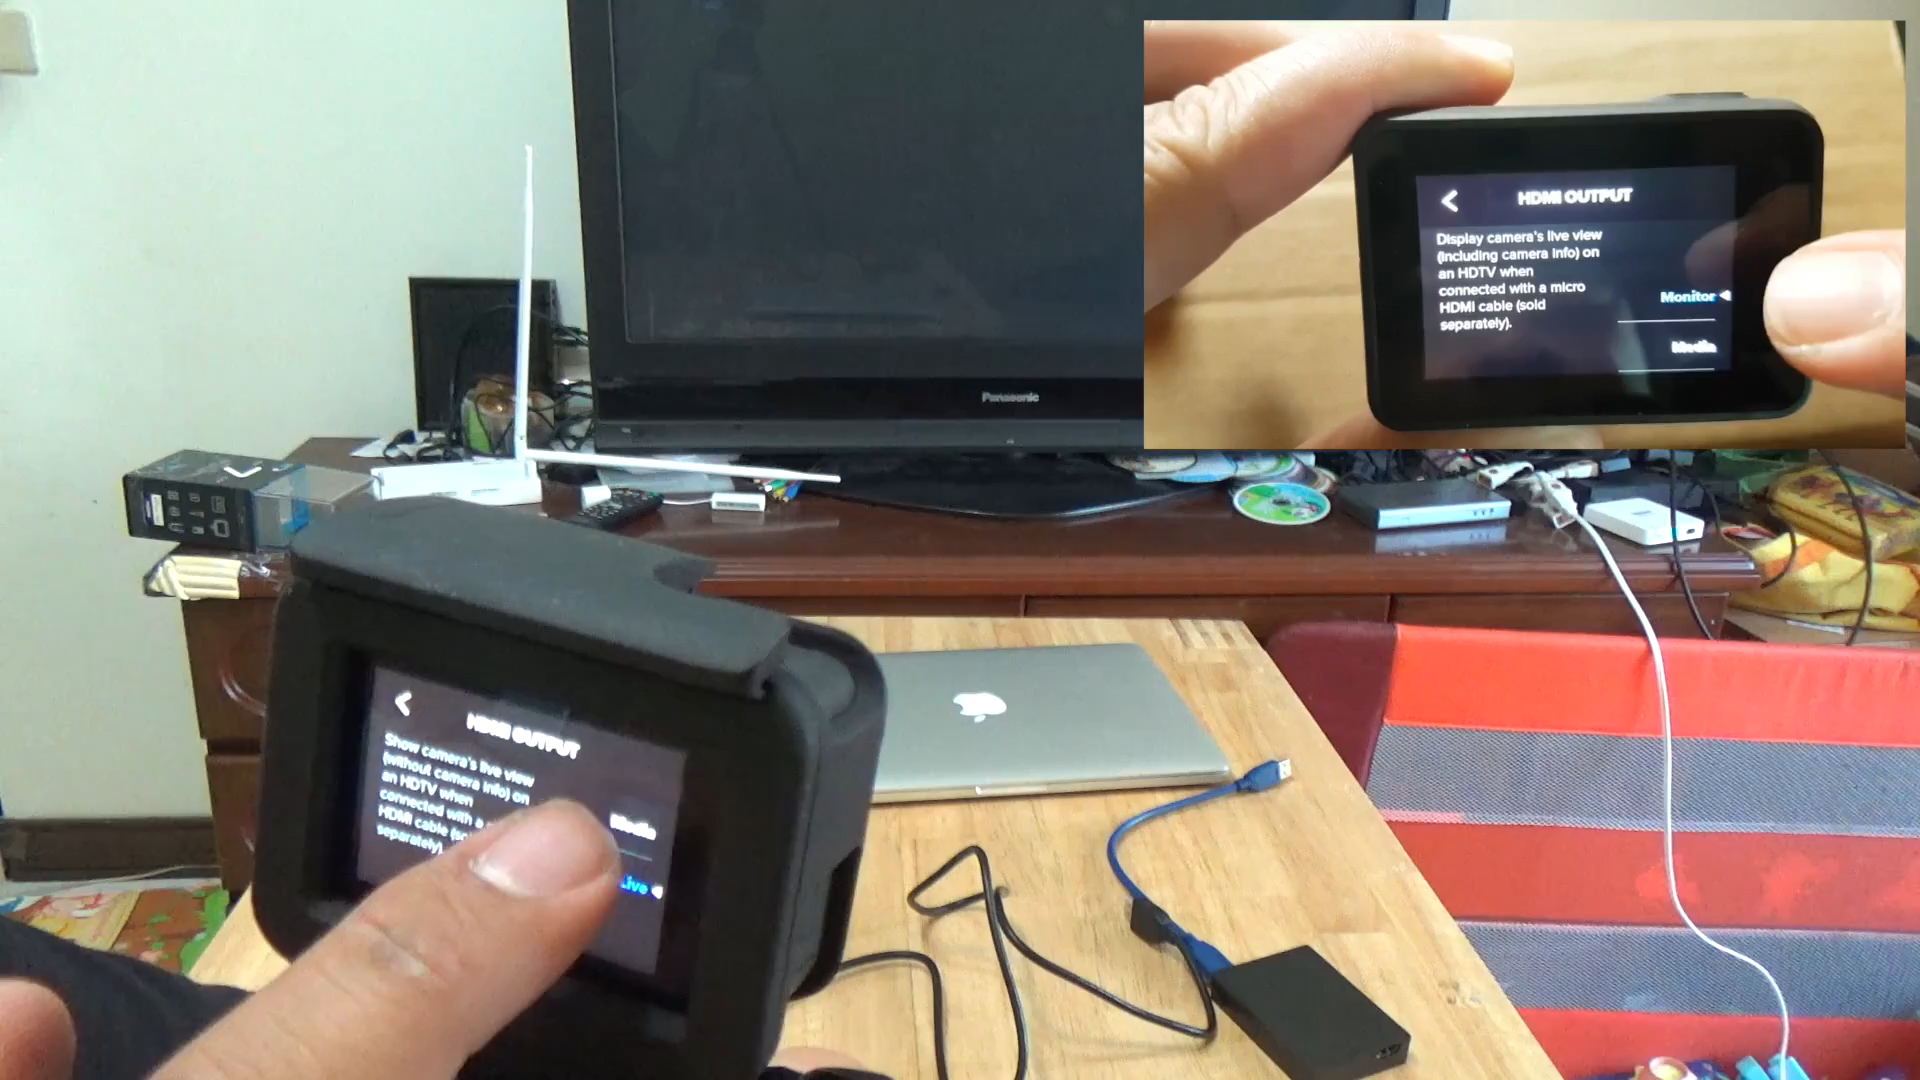 Panasonic
HDMI OUTPUT
Display camera's live view
(including camera info) on
an HDTV when
connected with a micro
HDMI cable (sold
separately).
Monitor
Media
HDMI OUTPUT
Show camera's live view
(without camera info) on
an HDTV when
connected with a
HDMI cable
separately)
Media
Live